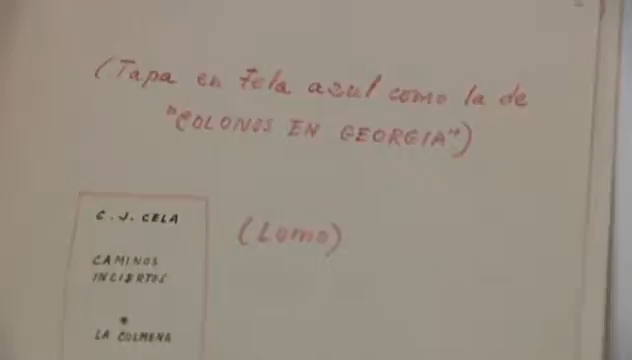 (Tapa en tela azul como la de
"COLONOS EN GEORGIA")
(Lomo)
C. J. CELA
CAMINOS
INCIERTOS
*
LA COLMENA